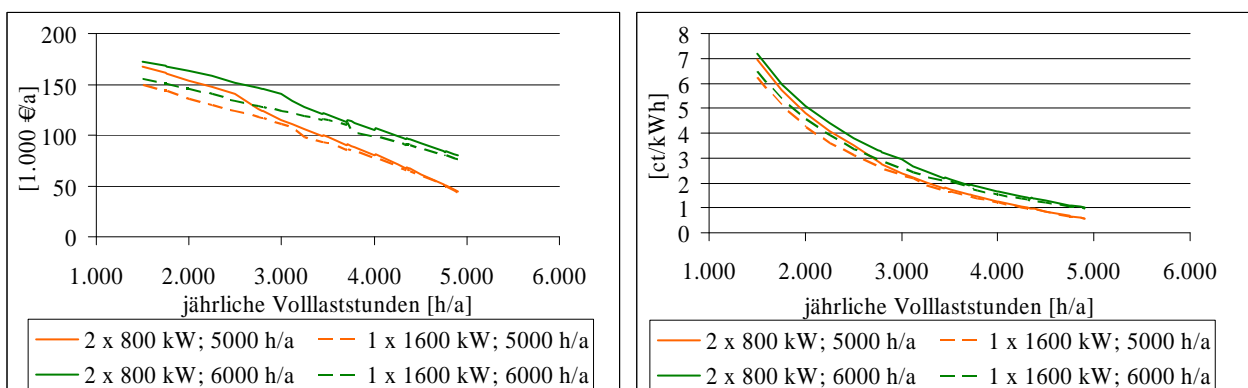 200
150
100
50
0
[1.000 €/a]
1.000 2.000 3.000 4.000 5.000 6.000
jährliche Volllaststunden [h/a]
2 x 800 kW; 5000 h/a 1 x 1600 kW; 5000 h/a
2 x 800 kW; 6000 h/a 1 x 1600 kW; 6000 h/a
8
7
6
5
4
3
2
1
0
[ct/kWh]
1.000 2.000 3.000 4.000 5.000 6.000
jährliche Volllaststunden [h/a]
2 x 800 kW; 5000 h/a 1 x 1600 kW; 5000 h/a
2 x 800 kW; 6000 h/a 1 x 1600 kW; 6000 h/a